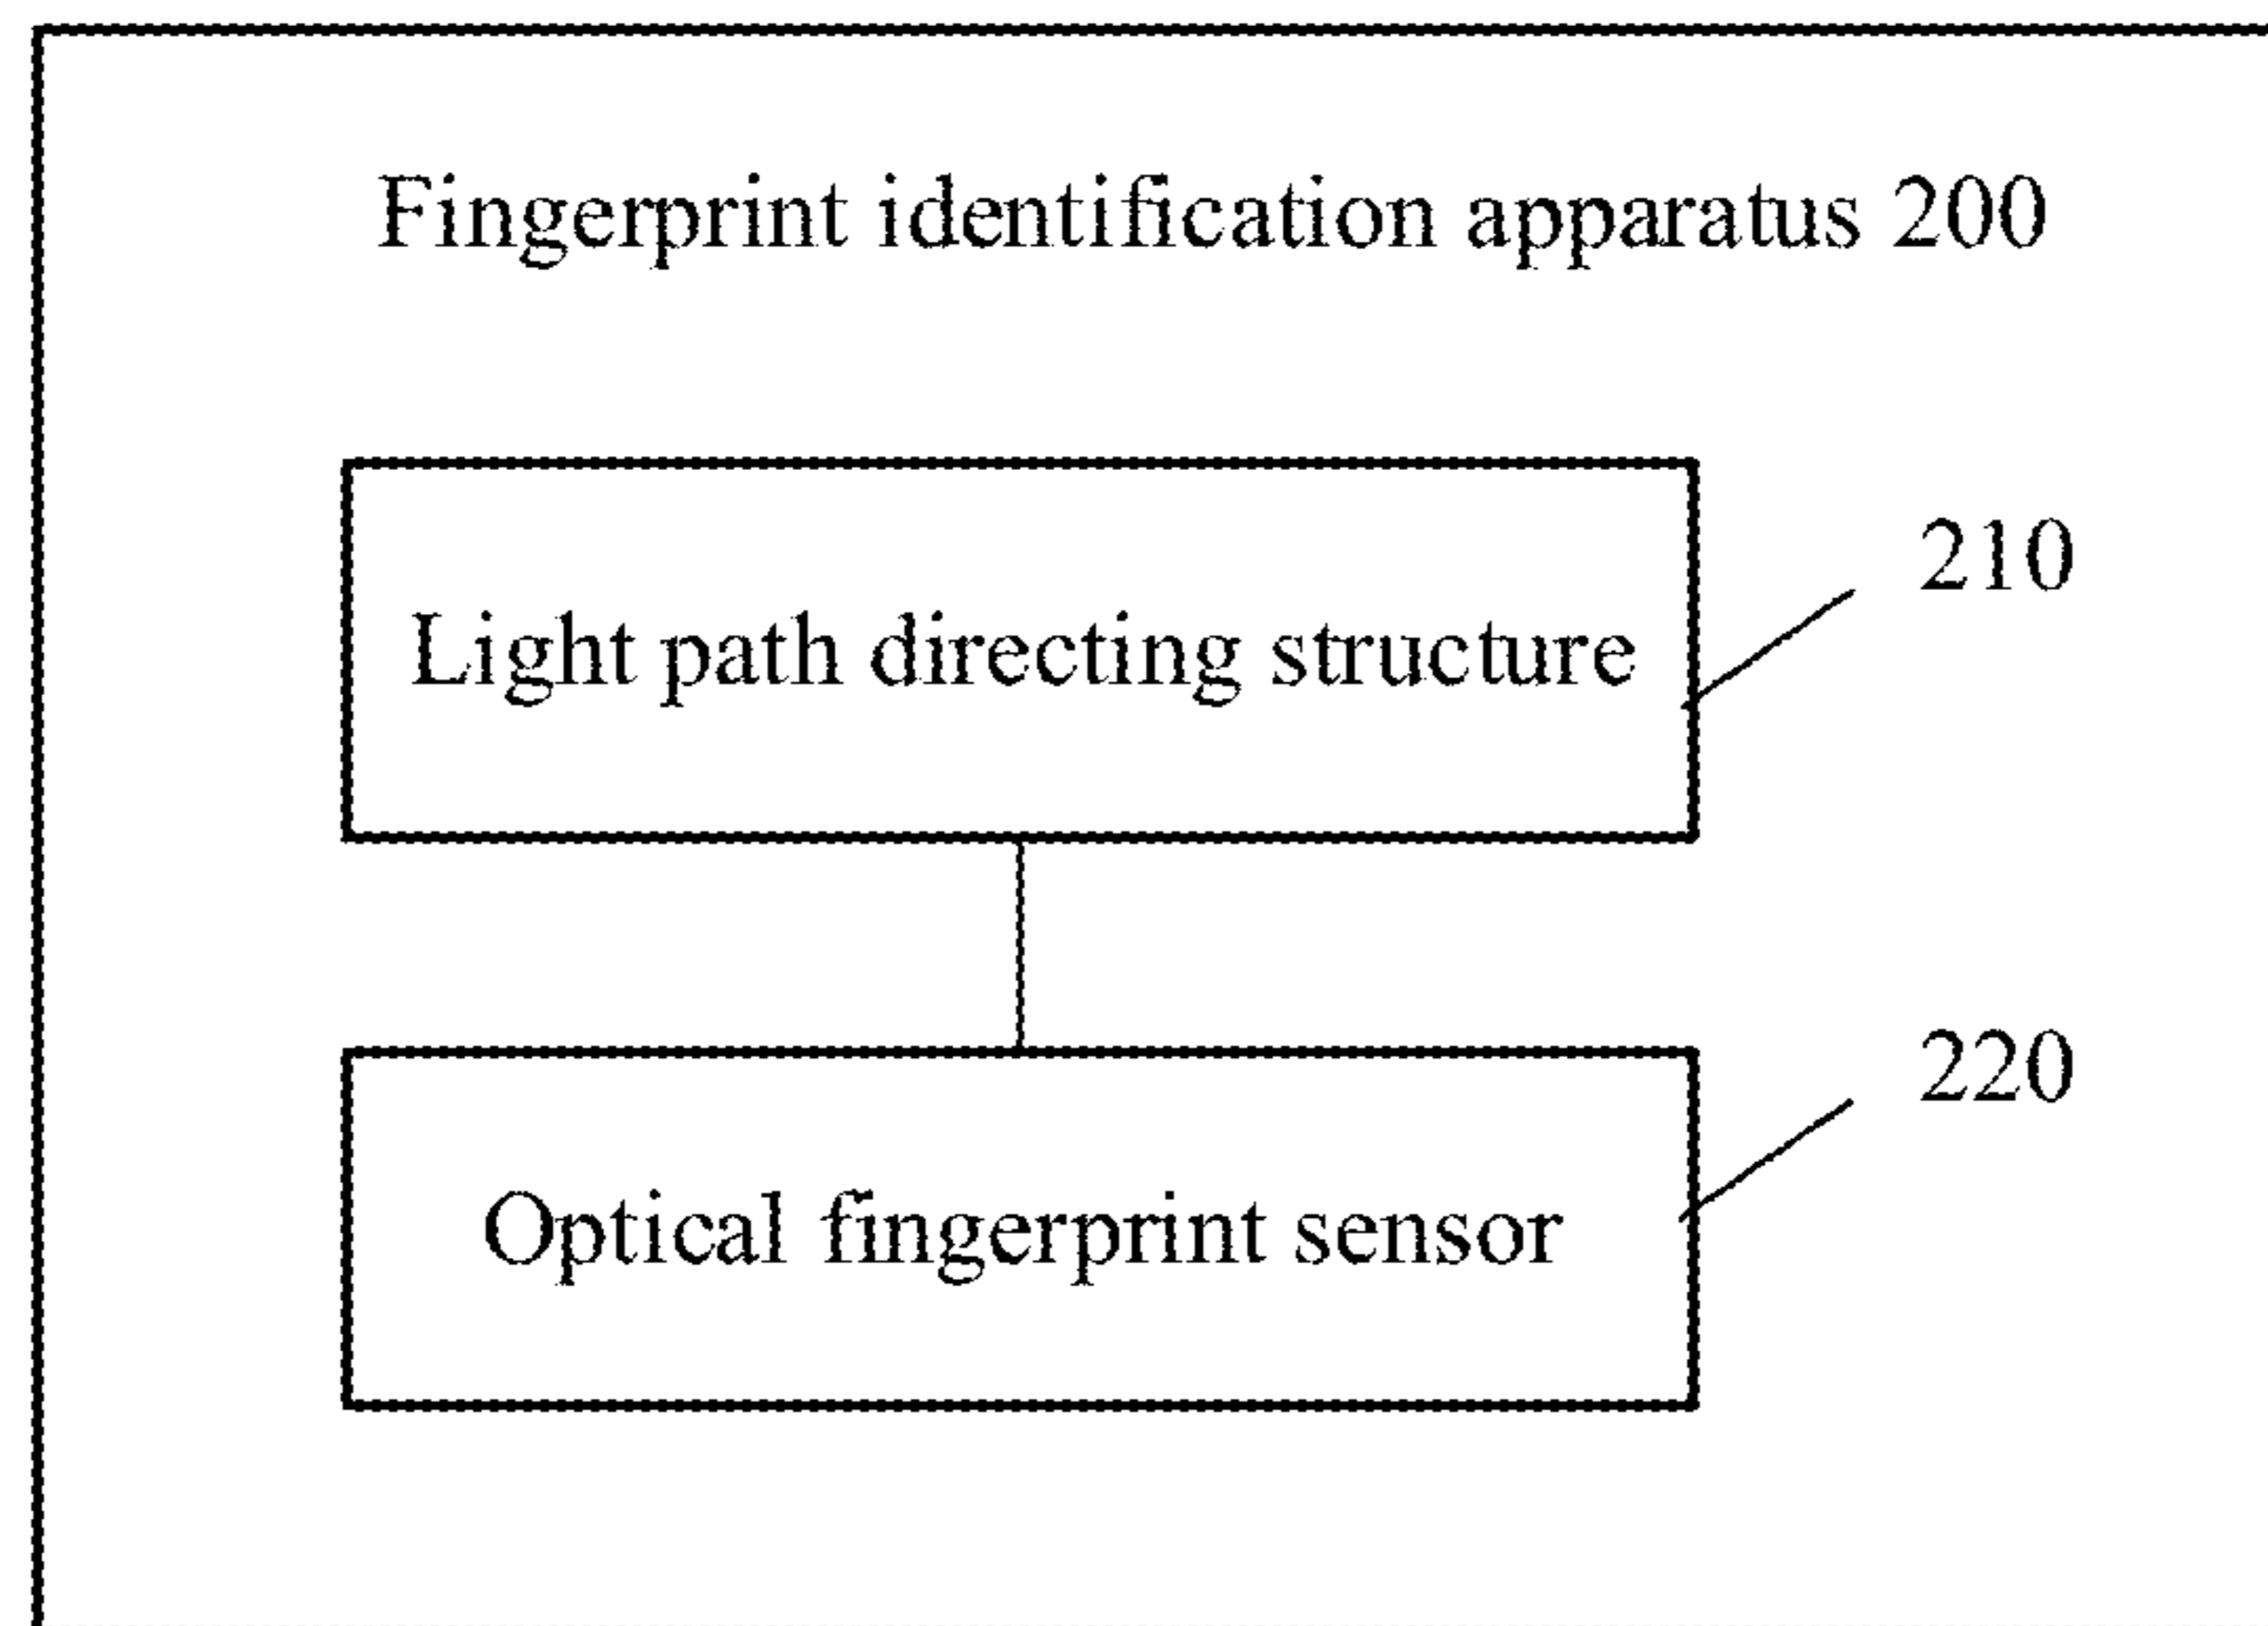 Fingerprint identification apparatus 200
210
Light path directing structure
220
Optical fingerprint sensor